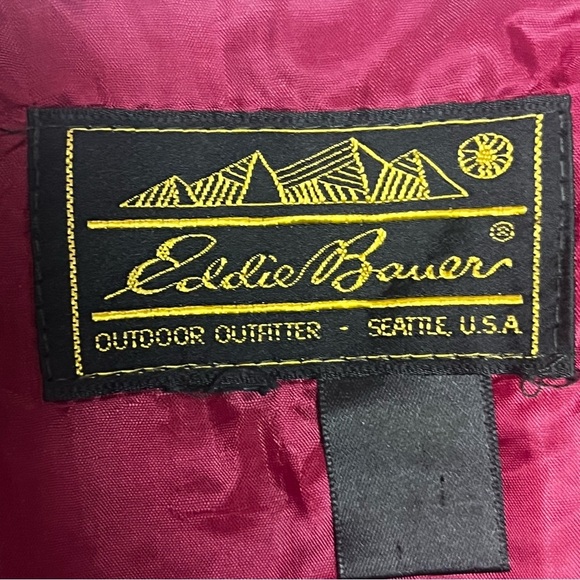 Eddie Bauer®
OUTDOOR OUTFITTER - SEATTLE, U.S.A